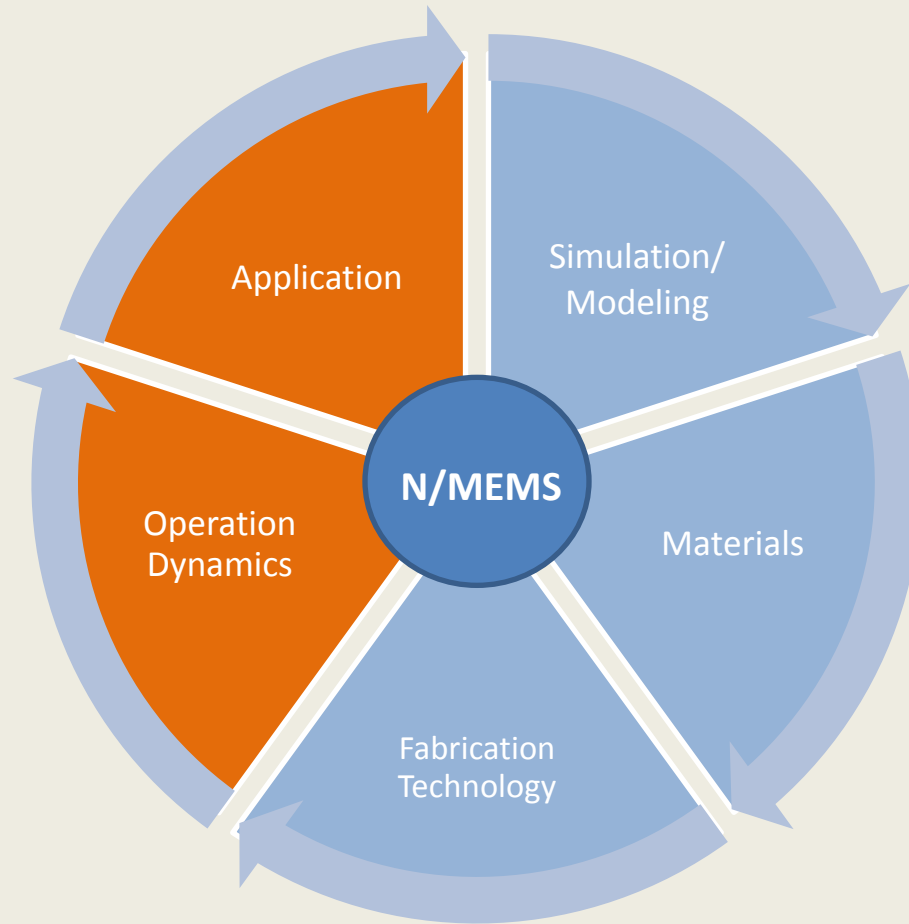 Application
Simulation/
Modeling
N/MEMS
Operation
Dynamics
Materials
Fabrication
Technology